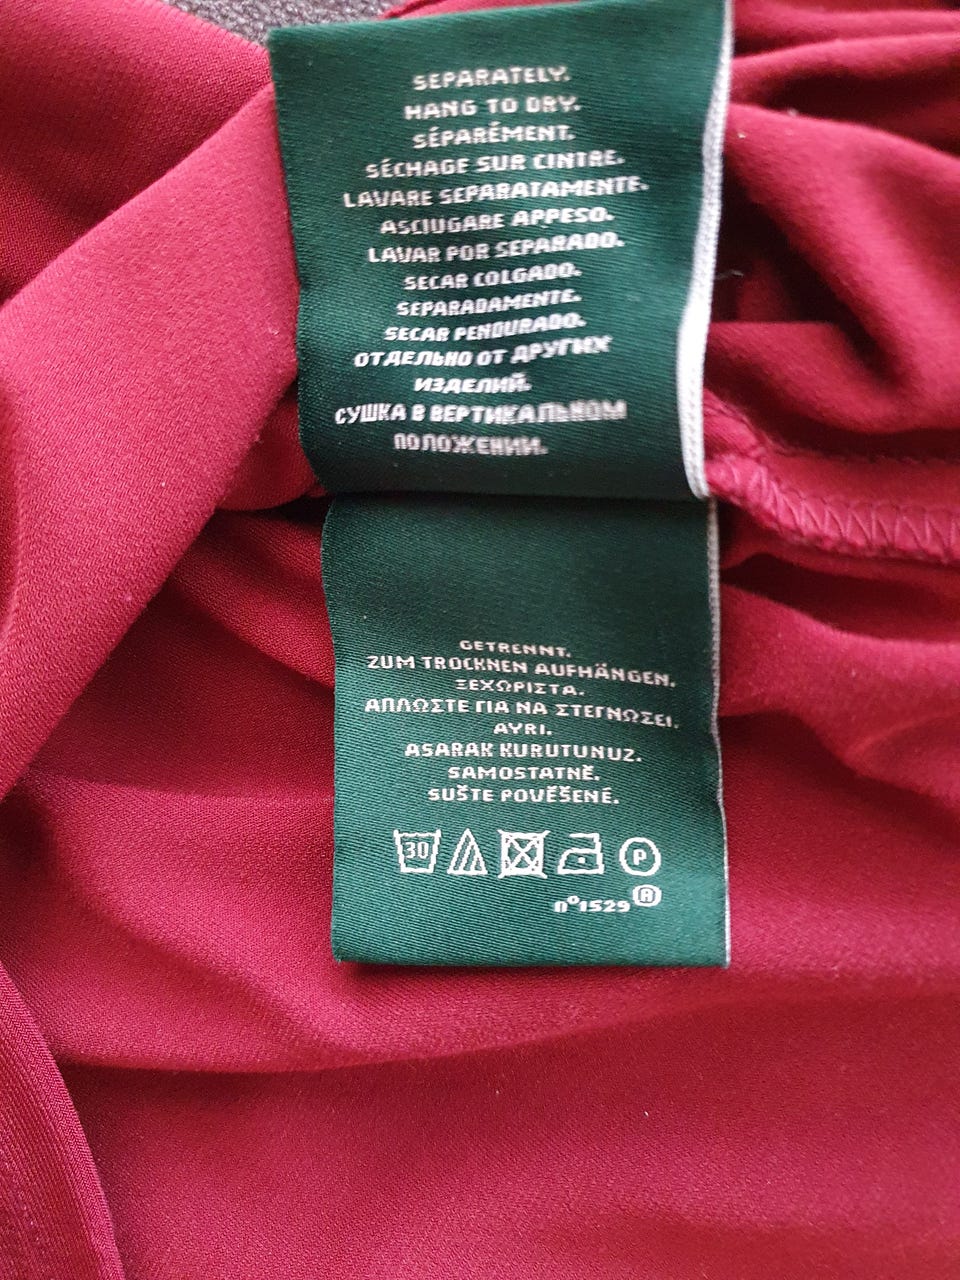 SEPARATELY.
HANG TO DRY.
SÉPARÉMENT.
SÉCHAGE SUR CINTRE.
LAVARE SEPARATAMENTE.
ASCIUGARE APPESO.
LAVAR POR SEPARADO.
SECAR COLGADO.
SEPARADAMENTE.
SECAR PENDURADO.
ОТДЕЛЬНО ОТ ДРУГИХ
ИЗДЕЛИЙ.
СУШКА В ВЕРТИКАЛЬНОМ
ПОЛОЖЕНИИ.
GETRENNT.
ZUM TROCKNEN AUFHÄNGEN.
ΞΕΧΩΡΙΣΤΑ.
ΑΠΛΩΣΤΕ ΓΙΑ ΝΑ ΣΤΕΓΝΩΣΕΙ.
AYRI.
ASARAK KURUTUNUZ.
SAMOSTATNĚ.
SUŠTE POVĚŠENÉ.
30 P
nº1529 ®